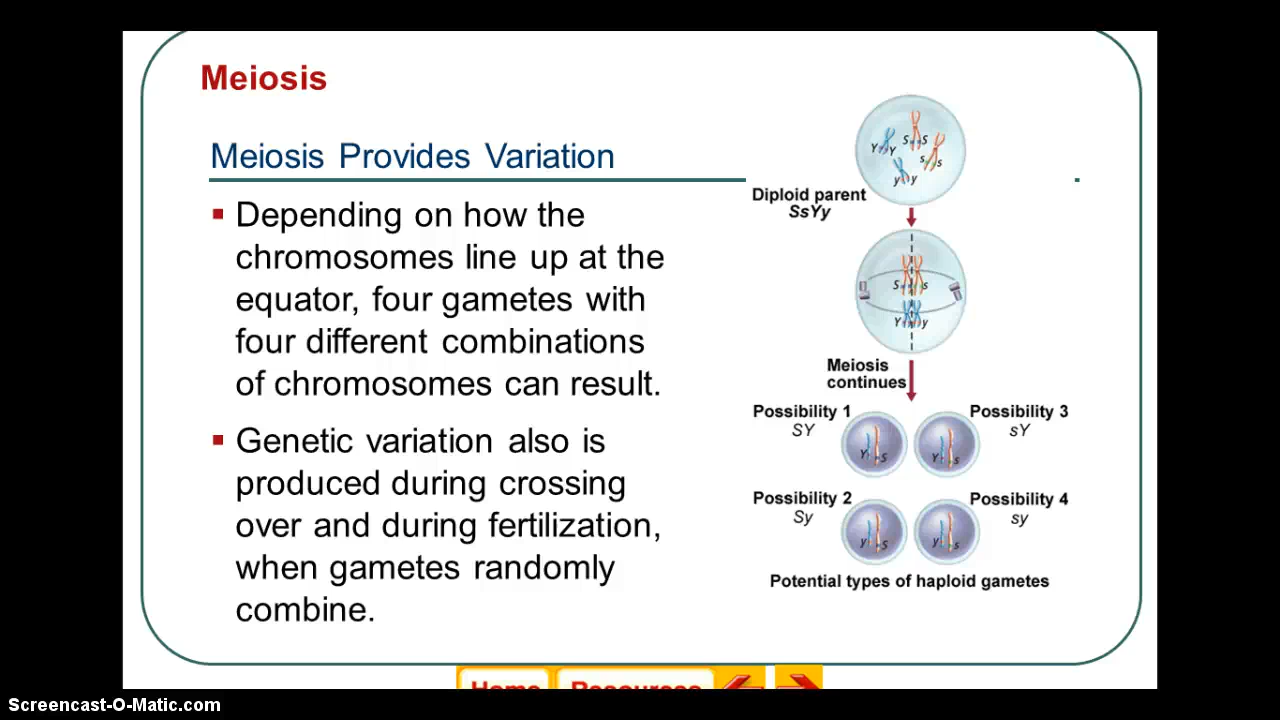 Meiosis
Meiosis Provides Variation
Depending on how the
chromosomes line up at the
equator, four gametes with
four different combinations
of chromosomes can result.
Genetic variation also is
produced during crossing
over and during fertilization,
when gametes randomly
combine.
Y Y S S
s s
y y
Diploid parent
SsYy
S s
Y y
Meiosis
continues
Possibility 1
SY
Y S
Possibility 3
sY
Y s
Possibility 2
Sy
y S
Possibility 4
sy
y s
Potential types of haploid gametes
Home Resources
Screencast-O-Matic.com